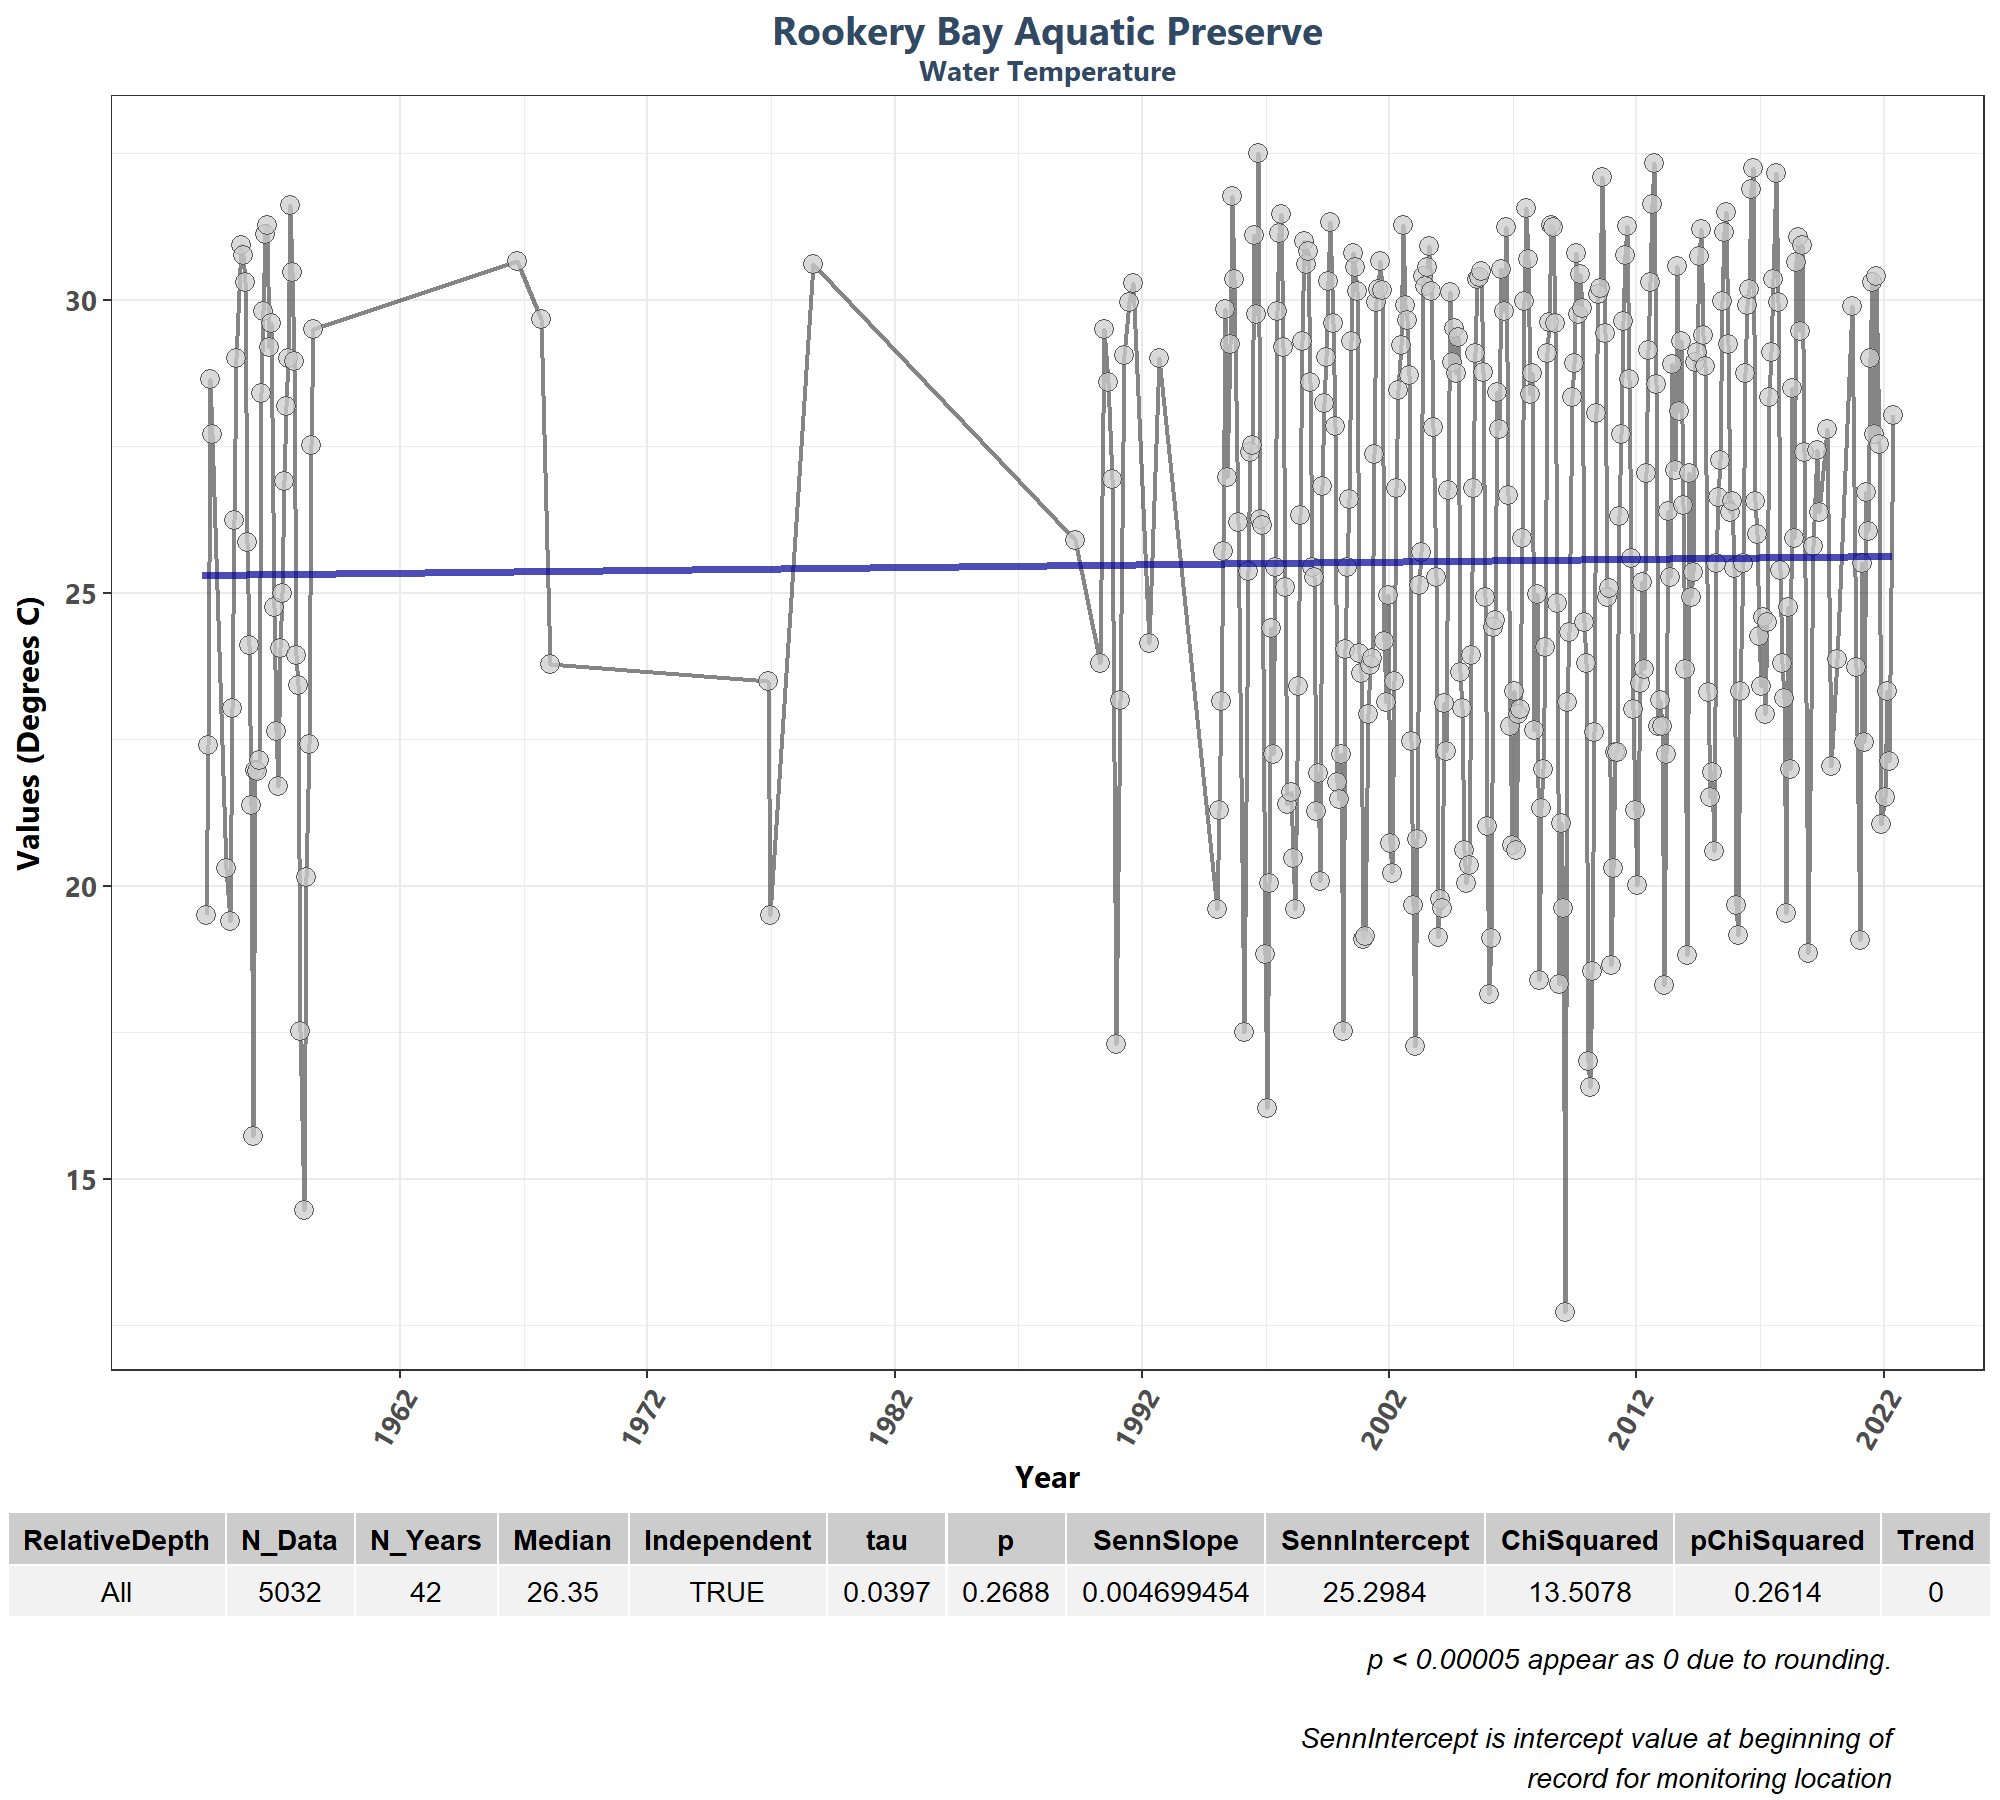 Rookery Bay Aquatic Preserve
Water Temperature
Values (Degrees C)
30
25
20
15
1962
1972
1982
1992
2002
2012
2022
Year
RelativeDepth N_Data N_Years Median Independent tau p SennSlope SennIntercept ChiSquared pChiSquared Trend
All 5032 42 26.35 TRUE 0.0397 0.2688 0.004699454 25.2984 13.5078 0.2614 0
p < 0.00005 appear as 0 due to rounding.
SennIntercept is intercept value at beginning of
record for monitoring location